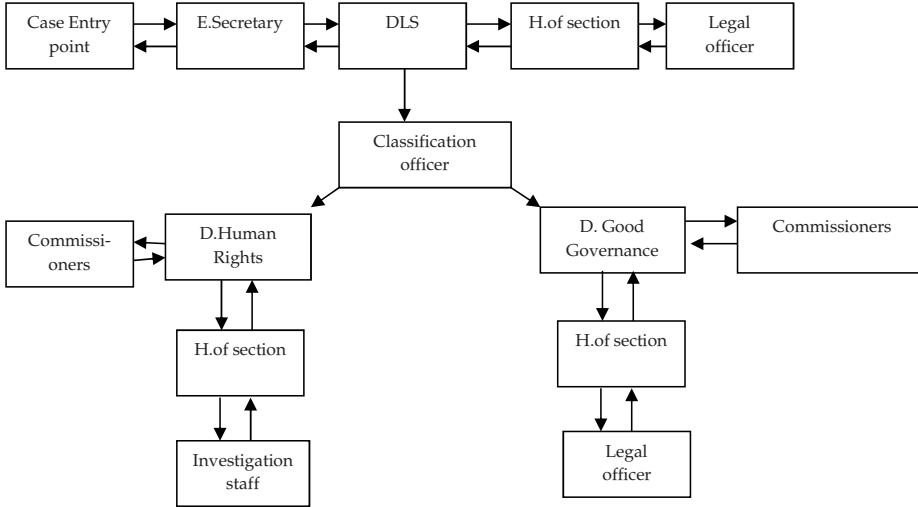 Case Entry
point
E.Secretary
DLS
H.of section
Legal
officer
Classification
officer
Commissi-
oners
D.Human
Rights
D. Good
Governance
Commissioners
H.of section
H.of section
Investigation
staff
Legal
officer